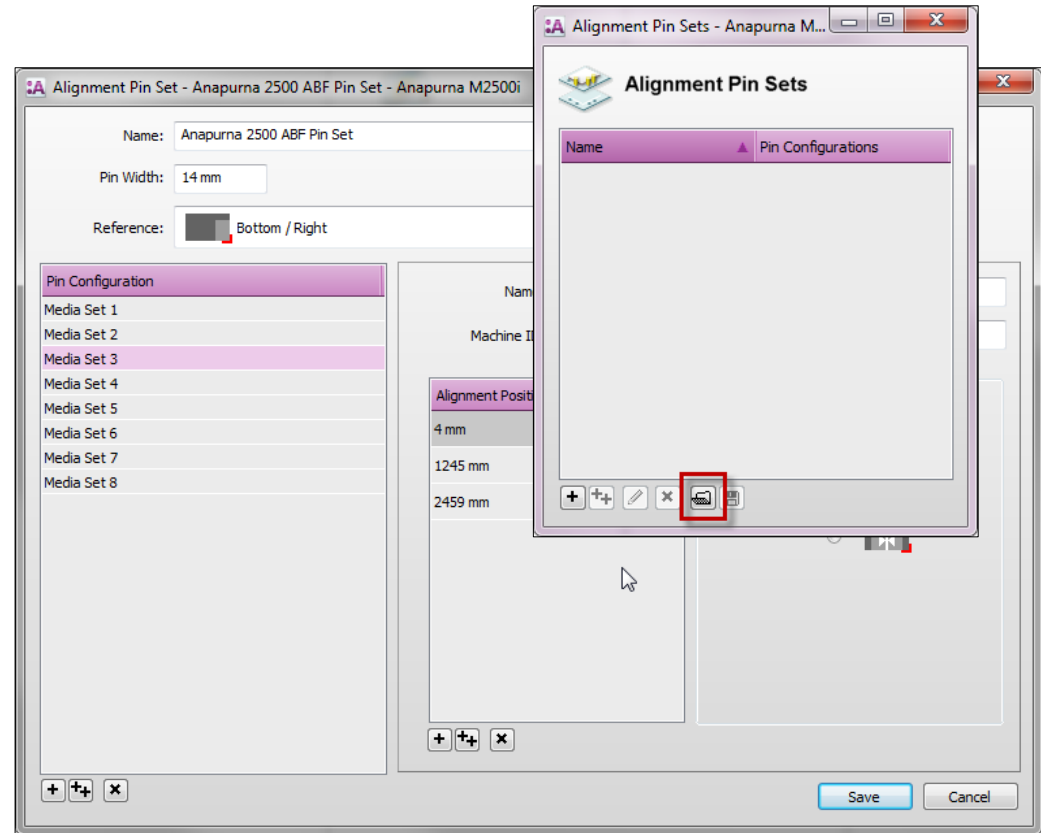 :A Alignment Pin Sets - Anapurna M...
Alignment Pin Sets
Name Pin Configurations
:A Alignment Pin Set - Anapurna 2500 ABF Pin Set - Anapurna M2500i
Name: Anapurna 2500 ABF Pin Set
Pin Width: 14 mm
Reference: Bottom / Right
Pin Configuration
Media Set 1
Media Set 2
Media Set 3
Media Set 4
Media Set 5
Media Set 6
Media Set 7
Media Set 8
Nam
Machine I
Alignment Positi
4 mm
1245 mm
2459 mm
Save Cancel